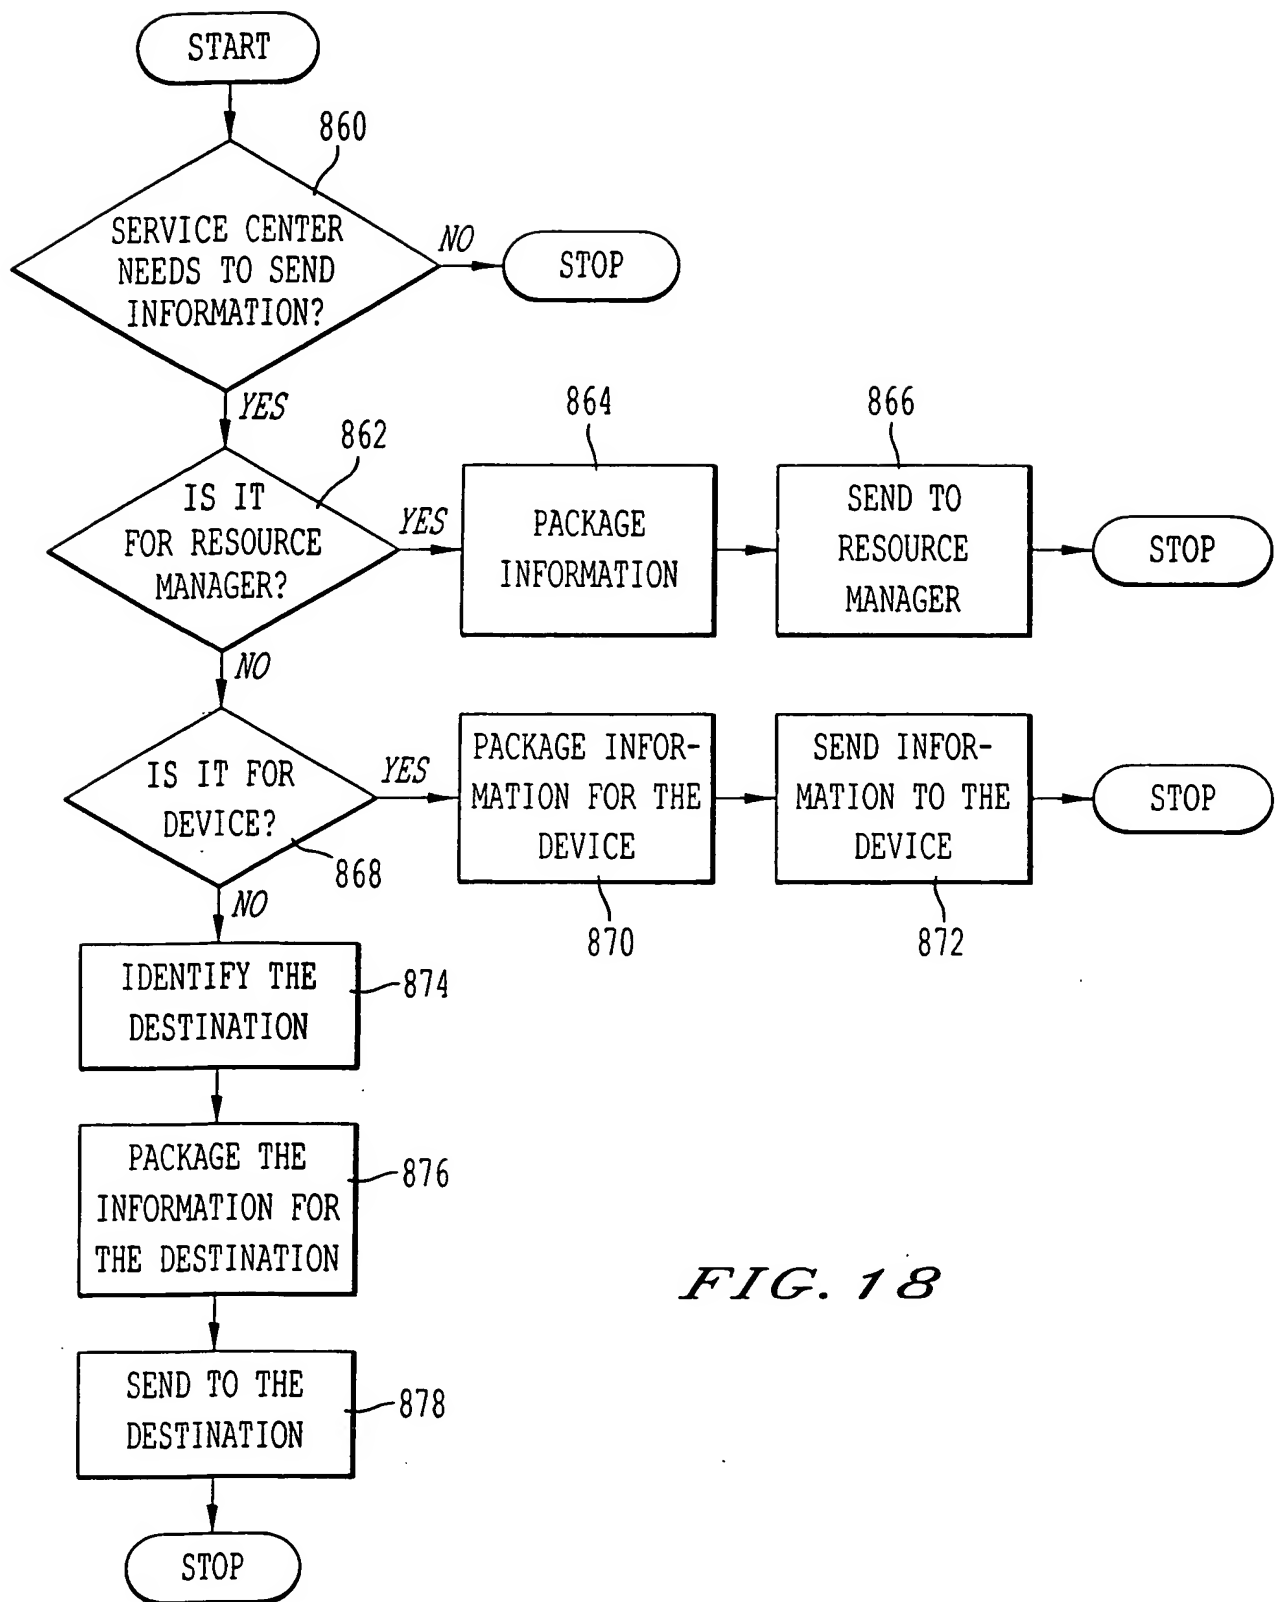 START
860
SERVICE CENTER
NEEDS TO SEND
INFORMATION?
NO
STOP
YES
862
IS IT
FOR RESOURCE
MANAGER?
YES
864
PACKAGE
INFORMATION
866
SEND TO
RESOURCE
MANAGER
STOP
NO
IS IT FOR
DEVICE?
868
YES
PACKAGE INFOR-
MATION FOR THE
DEVICE
870
SEND INFOR-
MATION TO THE
DEVICE
872
STOP
NO
IDENTIFY THE
DESTINATION
874
PACKAGE THE
INFORMATION FOR
THE DESTINATION
876
SEND TO THE
DESTINATION
878
STOP
FIG. 18